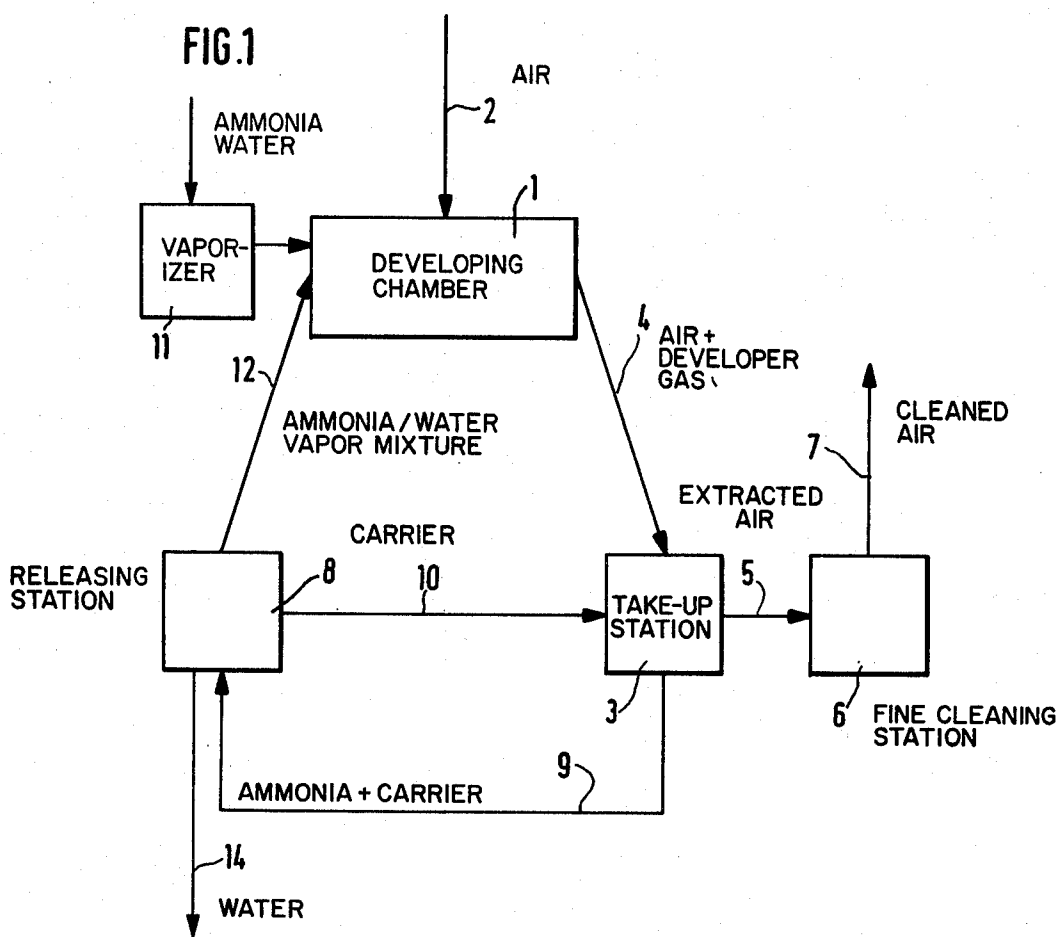 FIG.1
AIR
2
AMMONIA
WATER
1
VAPOR-
IZER
11
DEVELOPING
CHAMBER
4
AIR +
DEVELOPER
GAS
12
AMMONIA/WATER
VAPOR MIXTURE
CLEANED
AIR
7
EXTRACTED
AIR
CARRIER
RELEASING
STATION
8
10
TAKE-UP
STATION
5
3
6
FINE CLEANING
STATION
9
AMMONIA + CARRIER
14
WATER